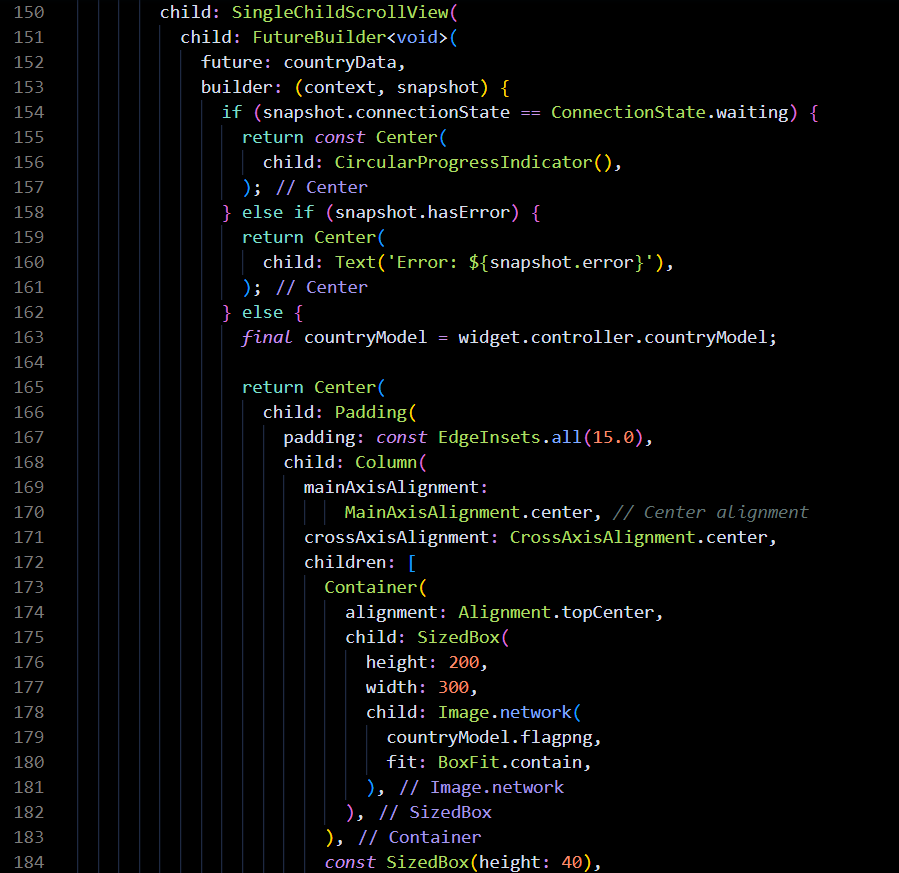 150 child: SingleChildScrollView(
151 child: FutureBuilder<void>(
152 future: countryData,
153 builder: (context, snapshot) {
154 if (snapshot.connectionState == ConnectionState.waiting) {
155 return const Center(
156 child: CircularProgressIndicator(),
157 ); // Center
158 } else if (snapshot.hasError) {
159 return Center(
160 child: Text('Error: ${snapshot.error}'),
161 ); // Center
162 } else {
163 final countryModel = widget.controller.countryModel;
164
165 return Center(
166 child: Padding(
167 padding: const EdgeInsets.all(15.0),
168 child: Column(
169 mainAxisAlignment:
170 MainAxisAlignment.center, // Center alignment
171 crossAxisAlignment: CrossAxisAlignment.center,
172 children: [
173 Container(
174 alignment: Alignment.topCenter,
175 child: SizedBox(
176 height: 200,
177 width: 300,
178 child: Image.network(
179 countryModel.flagpng,
180 fit: BoxFit.contain,
181 ), // Image.network
182 ), // SizedBox
183 ), // Container
184 const SizedBox(height: 40),